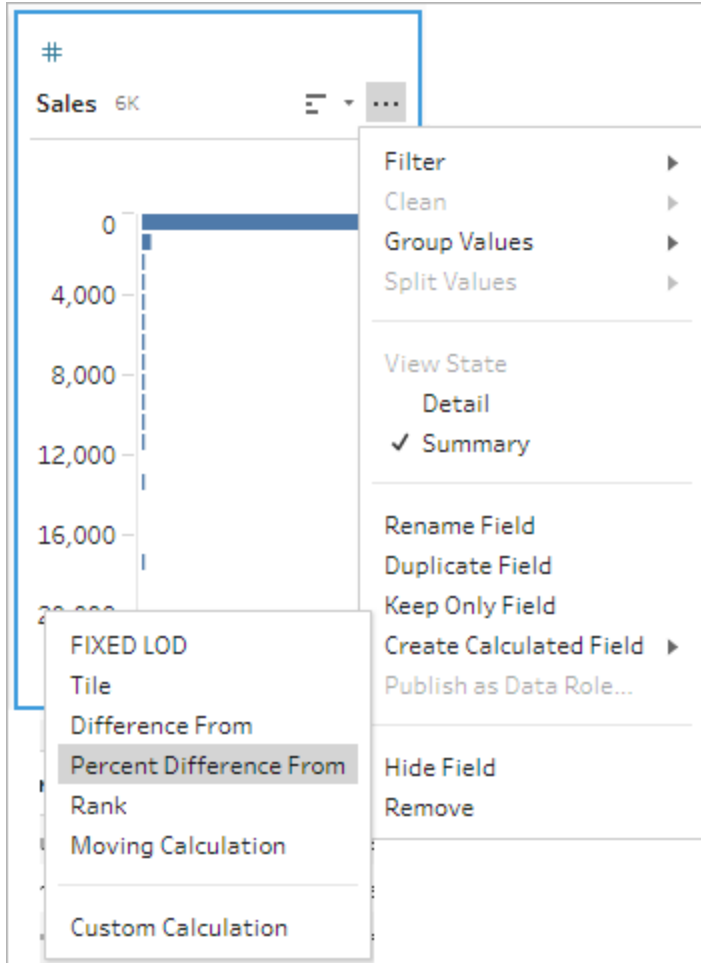 #
Sales 6K
...
Filter
Clean
Group Values
Split Values
View State
Detail
✓ Summary
Rename Field
Duplicate Field
Keep Only Field
Create Calculated Field
Publish as Data Role...
Hide Field
Remove
0
4,000
8,000
12,000
16,000
FIXED LOD
Tile
Difference From
Percent Difference From
Rank
Moving Calculation
Custom Calculation